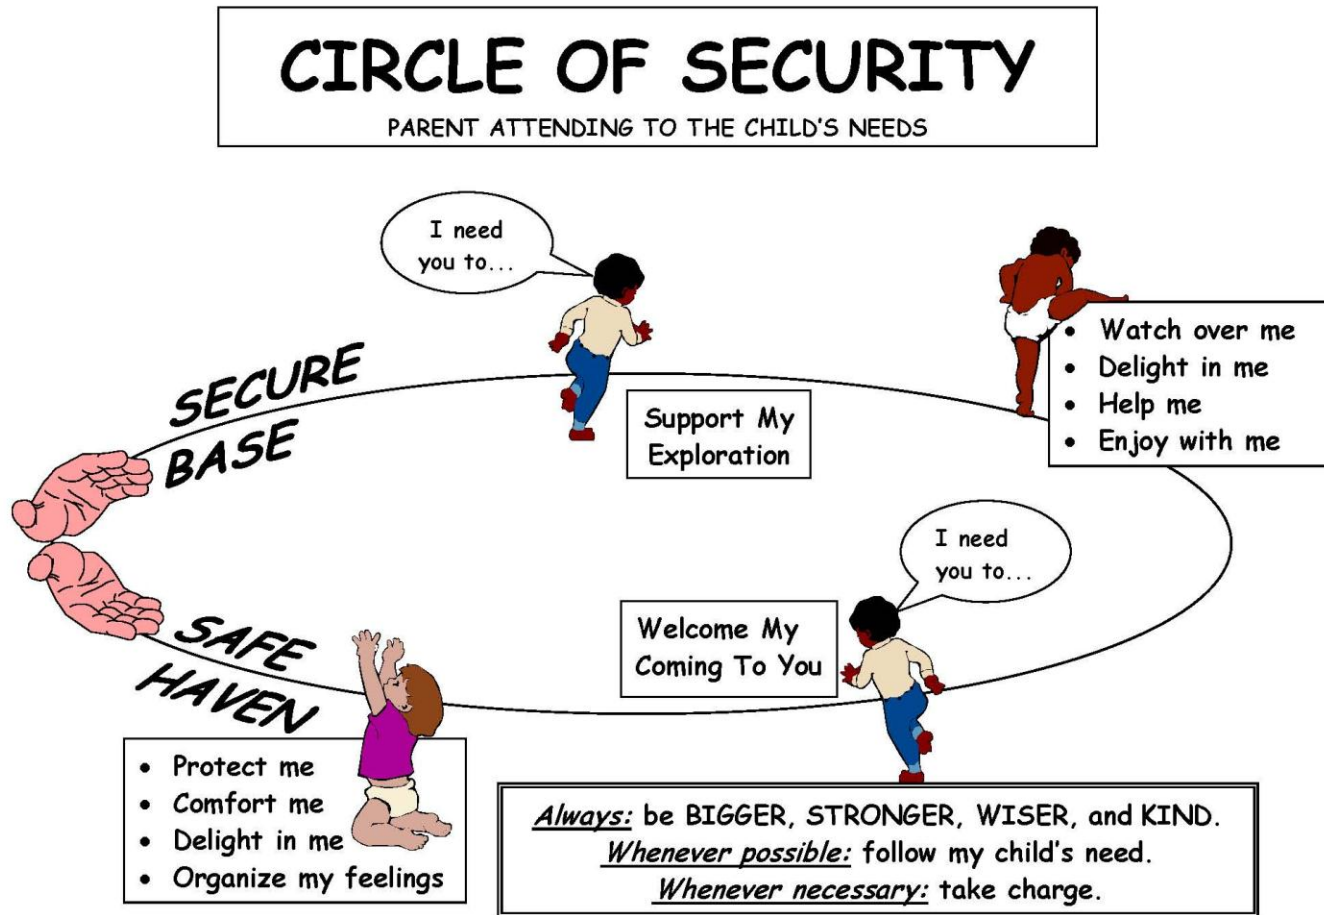 CIRCLE OF SECURITY
PARENT ATTENDING TO THE CHILD'S NEEDS
I need
you to...
SECURE
BASE
Support My
Exploration
• Watch over me
• Delight in me
• Help me
• Enjoy with me
I need
you to...
Welcome My
Coming To You
SAFE
HAVEN
• Protect me
• Comfort me
• Delight in me
• Organize my feelings
Always: be BIGGER, STRONGER, WISER, and KIND.
Whenever possible: follow my child's need.
Whenever necessary: take charge.